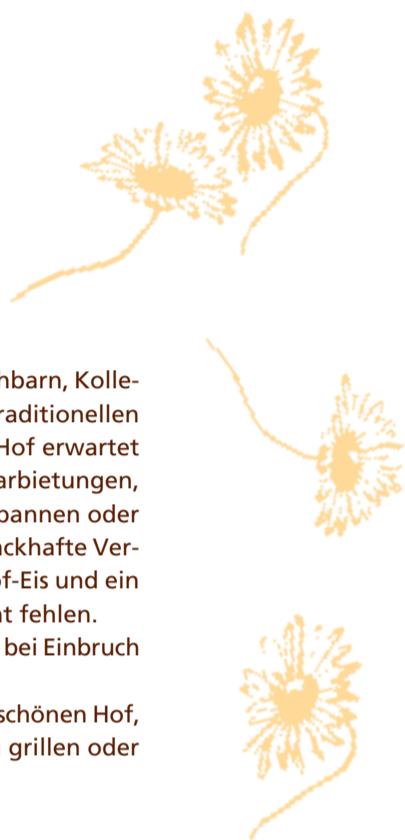 hbarn, Kolle-
raditionellen
Hof erwartet
arbietungen,
pannen oder
ackhafte Ver-
of-Eis und ein
t fehlen.
bei Einbruch
schönen Hof,
grillen oder